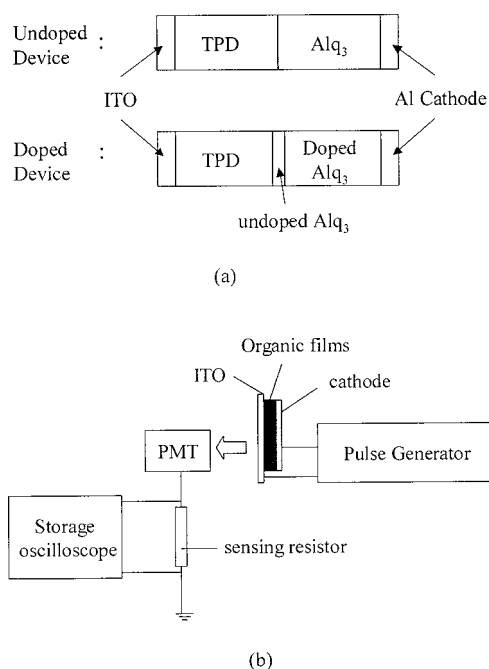 Undoped Device :
TPD
Alq₃
ITO
Al Cathode
Doped Device :
TPD
Doped Alq₃
undoped Alq₃
(a)
Organic films
ITO
cathode
PMT
Pulse Generator
Storage oscilloscope
sensing resistor
(b)